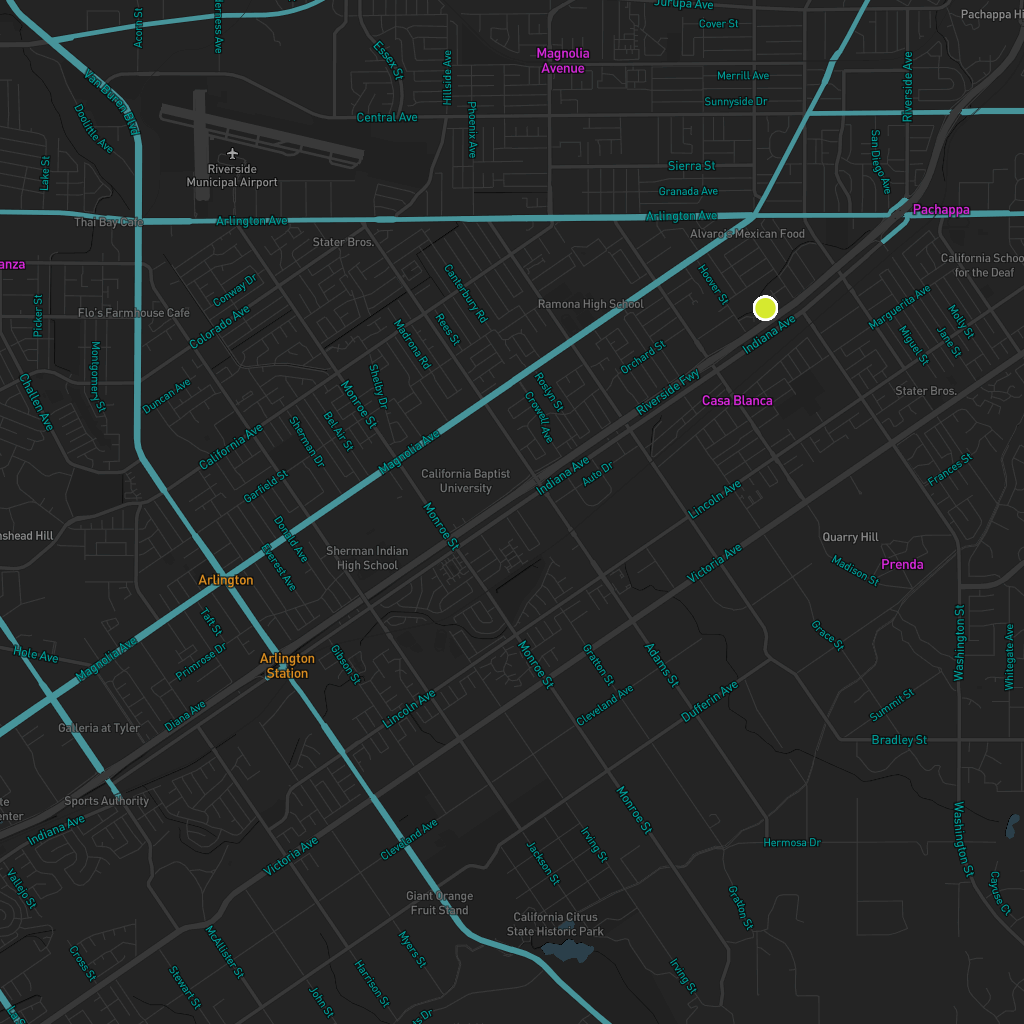 Jurupa Ave
Cover St
Pachappa Hi
Acorn St
Essex St
Hillside Ave
Magnolia
Avenue
Merrill Ave
Riverside Ave
Van Buren Blvd
Sunnyside Dr
Doolittle Ave
Central Ave
Phoenix Ave
Lake St
Riverside
Municipal Airport
Sierra St
San Diego Ave
Granada Ave
Thai Bay Cafe
Arlington Ave
Arlington Ave
Pachappa
Stater Bros.
Alvaro's Mexican Food
California Schoo
for the Deaf
anza
Conway Dr
Canterbury Rd
Hoover St
Picker St
Flo's Farmhouse Café
Colorado Ave
Ramona High School
Marguerita Ave
Molly St
Rees St
Madrona Rd
Indiana Ave
Miguel St
Jane St
Montgomery St
Orchard St
Challen Ave
Duncan Ave
Shelby Dr
Monroe St
Roslyn St
Riverside Fwy
Stater Bros.
Casa Blanca
Crowell Ave
Bel Air St
Sherman Dr
California Ave
Magnolia Ave
Garfield St
California Baptist
University
Indiana Ave
Auto Dr
Frances St
Lincoln Ave
Monroe St
nshead Hill
Donald Ave
Everest Ave
Sherman Indian
High School
Quarry Hill
Victoria Ave
Madison St
Prenda
Arlington
Taft St
Grace St
Washington St
Whitegate Ave
Hole Ave
Magnolia Ave
Primrose Dr
Arlington
Station
Gibson St
Monroe St
Gratton St
Adams St
Lincoln Ave
Cleveland Ave
Dufferin Ave
Summit St
Diana Ave
Galleria at Tyler
Bradley St
Sports Authority
te
enter
Indiana Ave
Monroe St
Washington St
Cleveland Ave
Victoria Ave
Irving St
Jackson St
Hermosa Dr
Vallejo St
Giant Orange
Fruit Stand
California Citrus
State Historic Park
Gratton St
Cayuse Ct
McAllister St
Myers St
Cross St
Stewart St
Harrison St
Irving St
John St